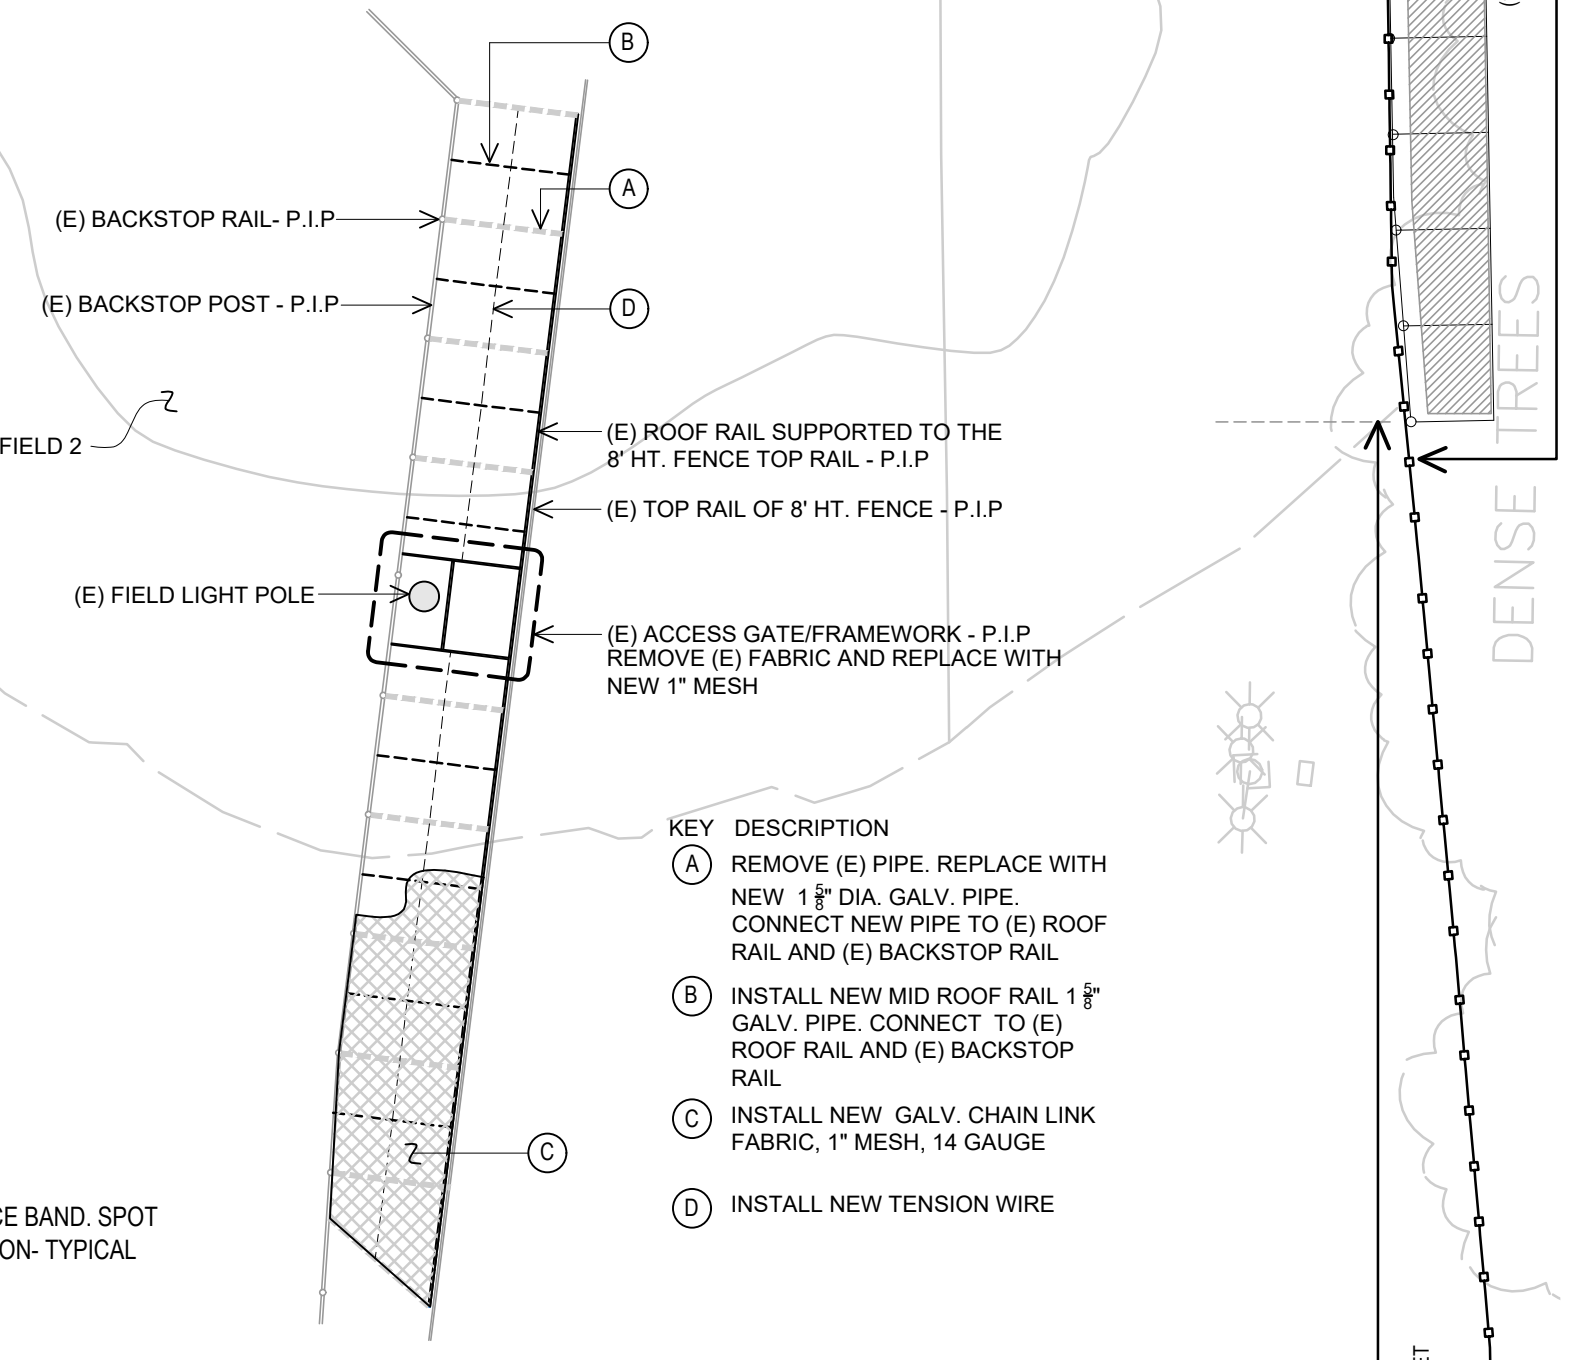 B
A
(E) BACKSTOP RAIL- P.I.P
(E) BACKSTOP POST - P.I.P
D
FIELD 2
(E) ROOF RAIL SUPPORTED TO THE
8' HT. FENCE TOP RAIL - P.I.P
(E) TOP RAIL OF 8' HT. FENCE - P.I.P
(E) FIELD LIGHT POLE
(E) ACCESS GATE/FRAMEWORK - P.I.P
REMOVE (E) FABRIC AND REPLACE WITH
NEW 1" MESH
DENSE TREES
KEY DESCRIPTION
A REMOVE (E) PIPE. REPLACE WITH
NEW 1 5/8" DIA. GALV. PIPE.
CONNECT NEW PIPE TO (E) ROOF
RAIL AND (E) BACKSTOP RAIL
B INSTALL NEW MID ROOF RAIL 1 5/8"
GALV. PIPE. CONNECT TO (E)
ROOF RAIL AND (E) BACKSTOP
RAIL
C INSTALL NEW GALV. CHAIN LINK
FABRIC, 1" MESH, 14 GAUGE
D INSTALL NEW TENSION WIRE
C
BAND. SPOT
TYPICAL